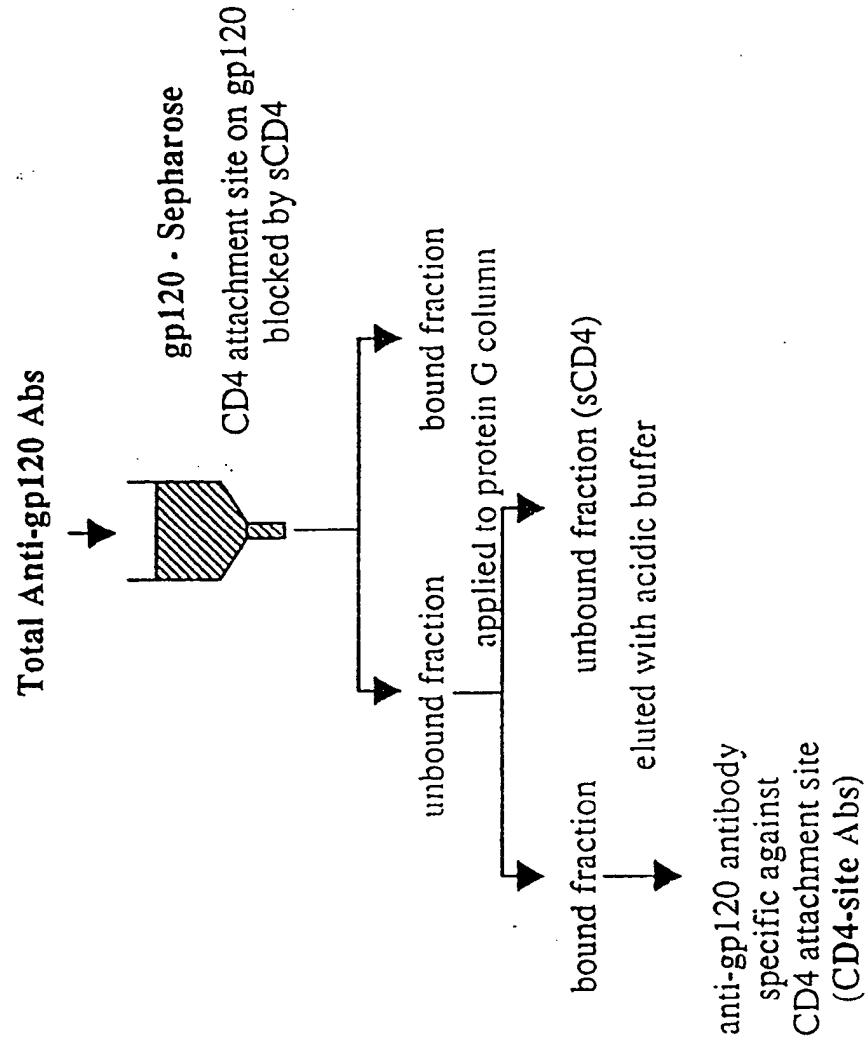 Total Anti-gp120 Abs
gp120 - Sepharose
CD4 attachment site on gp120
blocked by sCD4
unbound fraction
bound fraction
applied to protein G column
bound fraction
unbound fraction (sCD4)
eluted with acidic buffer
anti-gp120 antibody
specific against
CD4 attachment site
(CD4-site Abs)